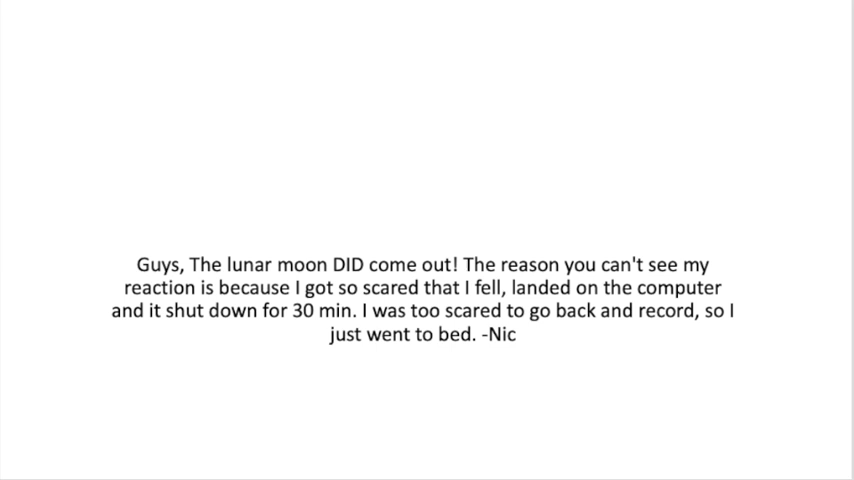 Guys, The lunar moon DID come out! The reason you can't see my
reaction is because I got so scared that I fell, landed on the computer
and it shut down for 30 min. I was too scared to go back and record, so I
just went to bed. -Nic